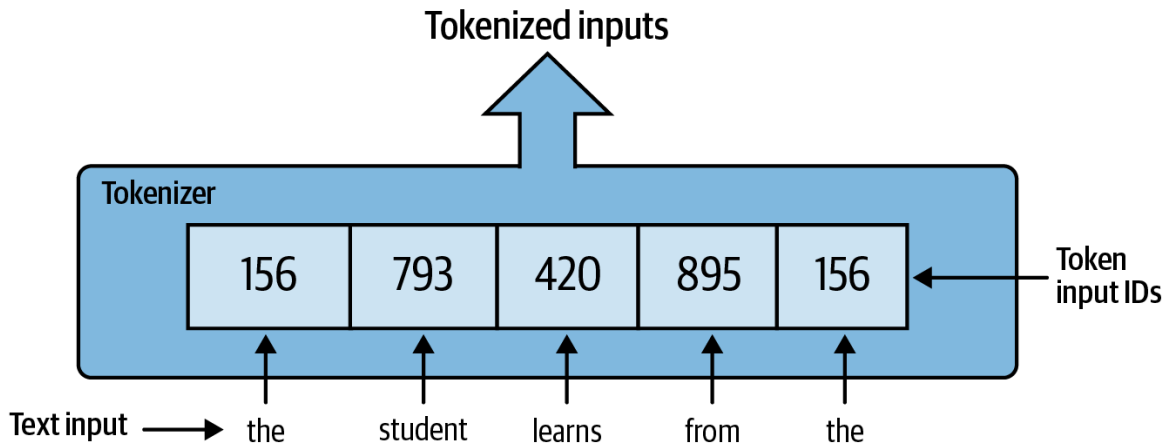 Tokenized inputs
Tokenizer
156 793 420 895 156
Token
input IDs
Text input the student learns from the